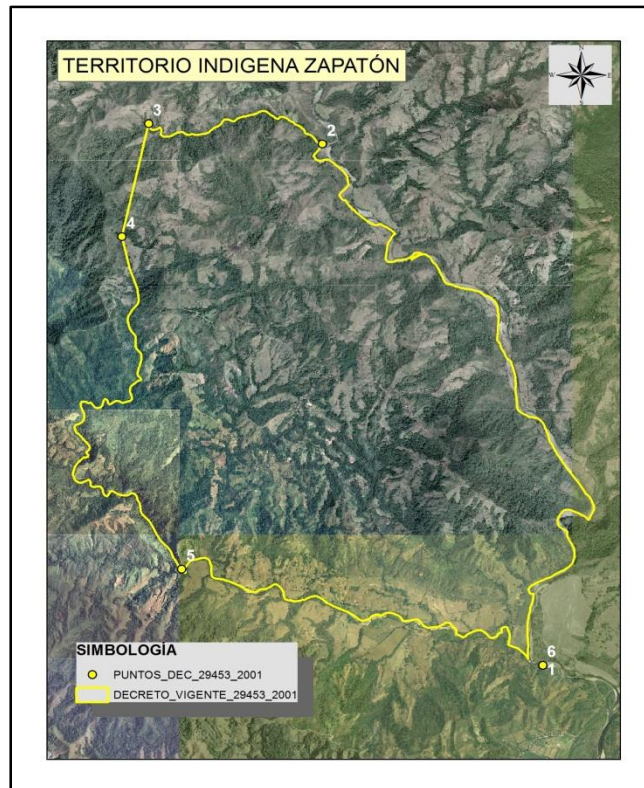 TERRITORIO INDIGENA ZAPATÓN
N
W
E
S
3
2
4
5
6
1
SIMBOLOGÍA
PUNTOS_DEC_29453_2001
DECRETO_VIGENTE_29453_2001